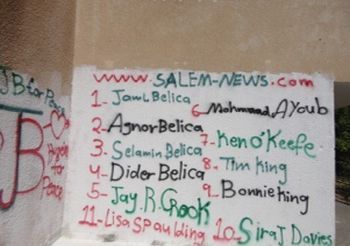 www.SALEM-NEWS.com
1- Jaml Belica
2- Agnor Belica
3- Selamin Belica
4- Dider Belica
5- Jay.R.CROOK
6- Mohmmad AYoub
7- Ken O'Keefe
8- Tim King
9- Bonnie King
10- Siraj Davies
11- Lisa Spaulding
JB for Peace
JB
for
Peace